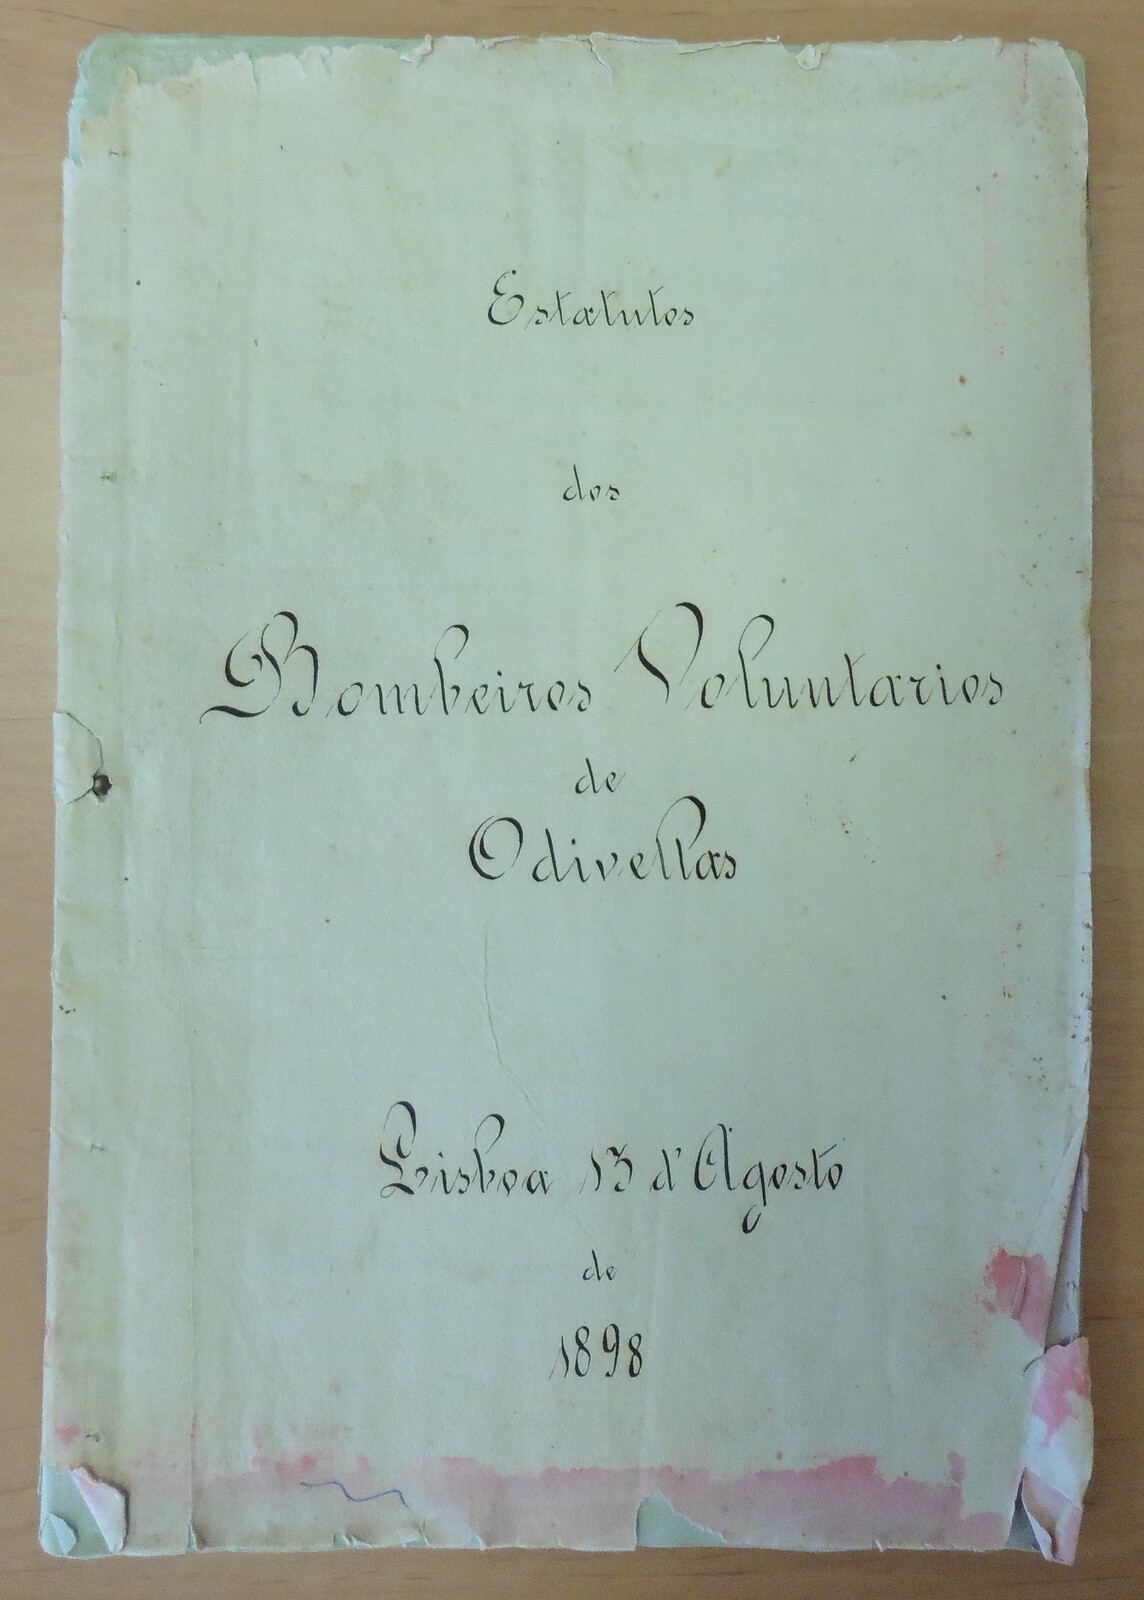 Estatutos
dos
Bombeiros Voluntarios
de
Odivellas
Lisboa 13 d'Agosto
de
1898